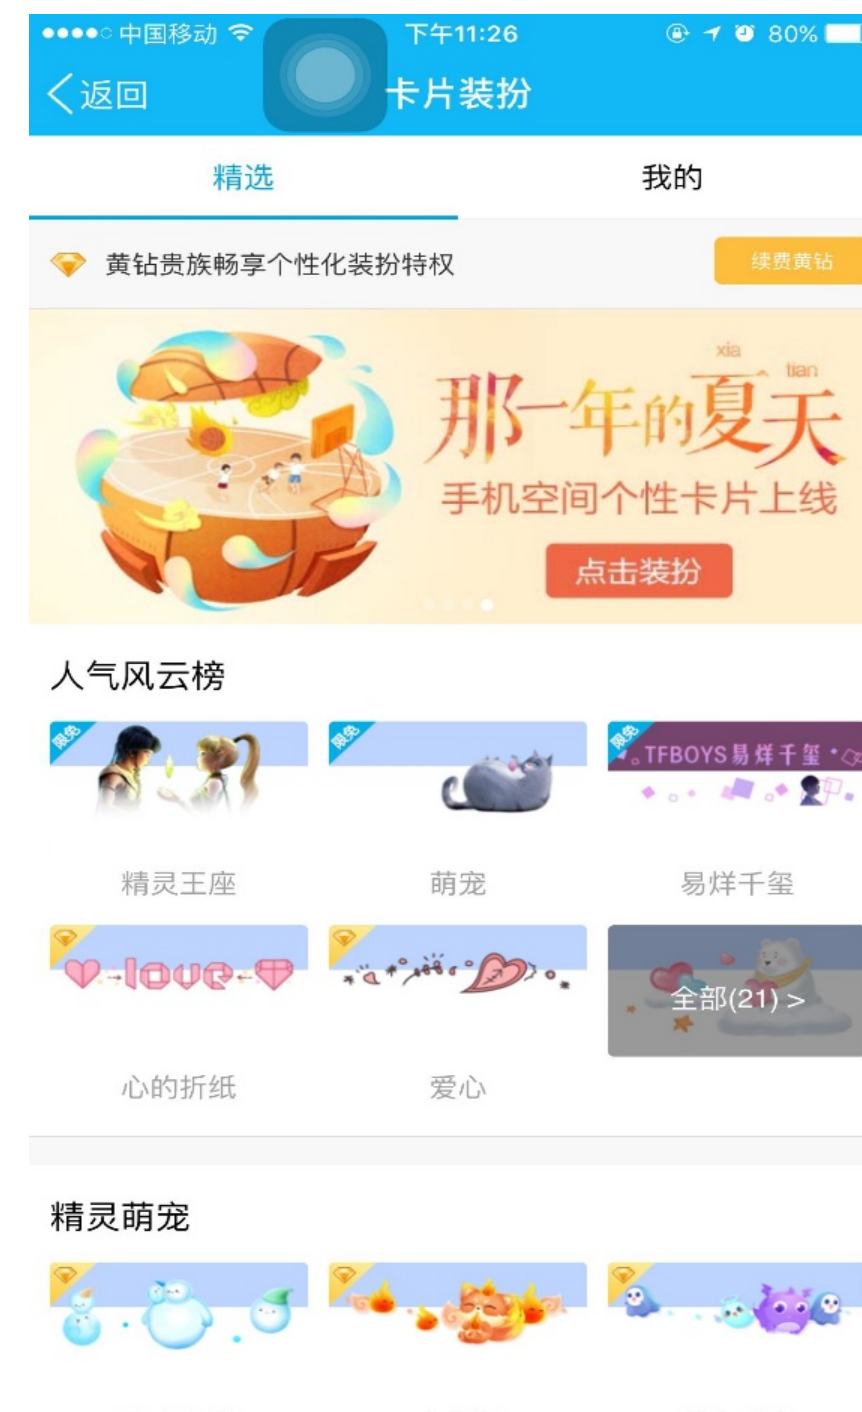 中国移动 下午11:26 80%
返回 卡片装扮
精选 我的
黄钻贵族畅享个性化装扮特权 续费黄钻
xia tian
那一年的夏天
手机空间个性卡片上线
点击装扮
人气风云榜
限免 限免 限免
TFBOYS易烊千玺
精灵王座 萌宠 易烊千玺
love
全部(21) >
心的折纸 爱心
精灵萌宠